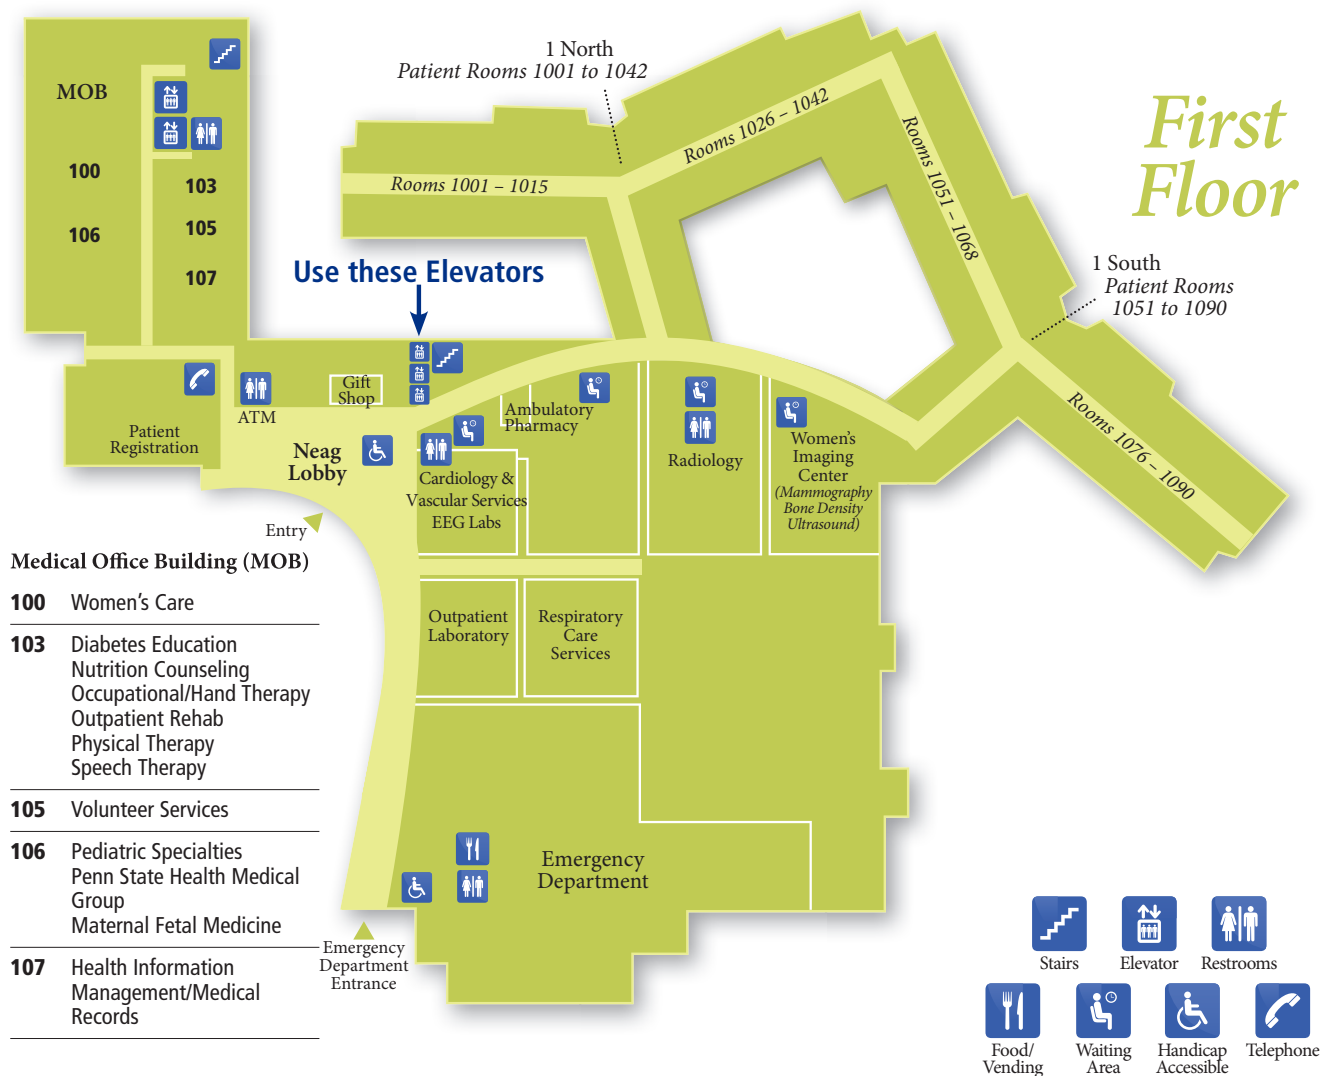 First
Floor
1 North
Patient Rooms 1001 to 1042
MOB
100
103
106
105
107
Rooms 1001 – 1015
Rooms 1026 – 1042
Rooms 1051 – 1068
1 South
Patient Rooms
1051 to 1090
Rooms 1076 – 1090
Use these Elevators
Gift
Shop
ATM
Patient
Registration
Neag
Lobby
Entry
Ambulatory
Pharmacy
Cardiology &
Vascular Services
EEG Labs
Radiology
Women's
Imaging
Center
(Mammography
Bone Density
Ultrasound)
Outpatient
Laboratory
Respiratory
Care
Services
Emergency
Department
Emergency
Department
Entrance
Medical Office Building (MOB)
100 Women's Care
103 Diabetes Education
Nutrition Counseling
Occupational/Hand Therapy
Outpatient Rehab
Physical Therapy
Speech Therapy
105 Volunteer Services
106 Pediatric Specialties
Penn State Health Medical
Group
Maternal Fetal Medicine
107 Health Information
Management/Medical
Records
Stairs
Elevator
Restrooms
Food/
Vending
Waiting
Area
Handicap
Accessible
Telephone